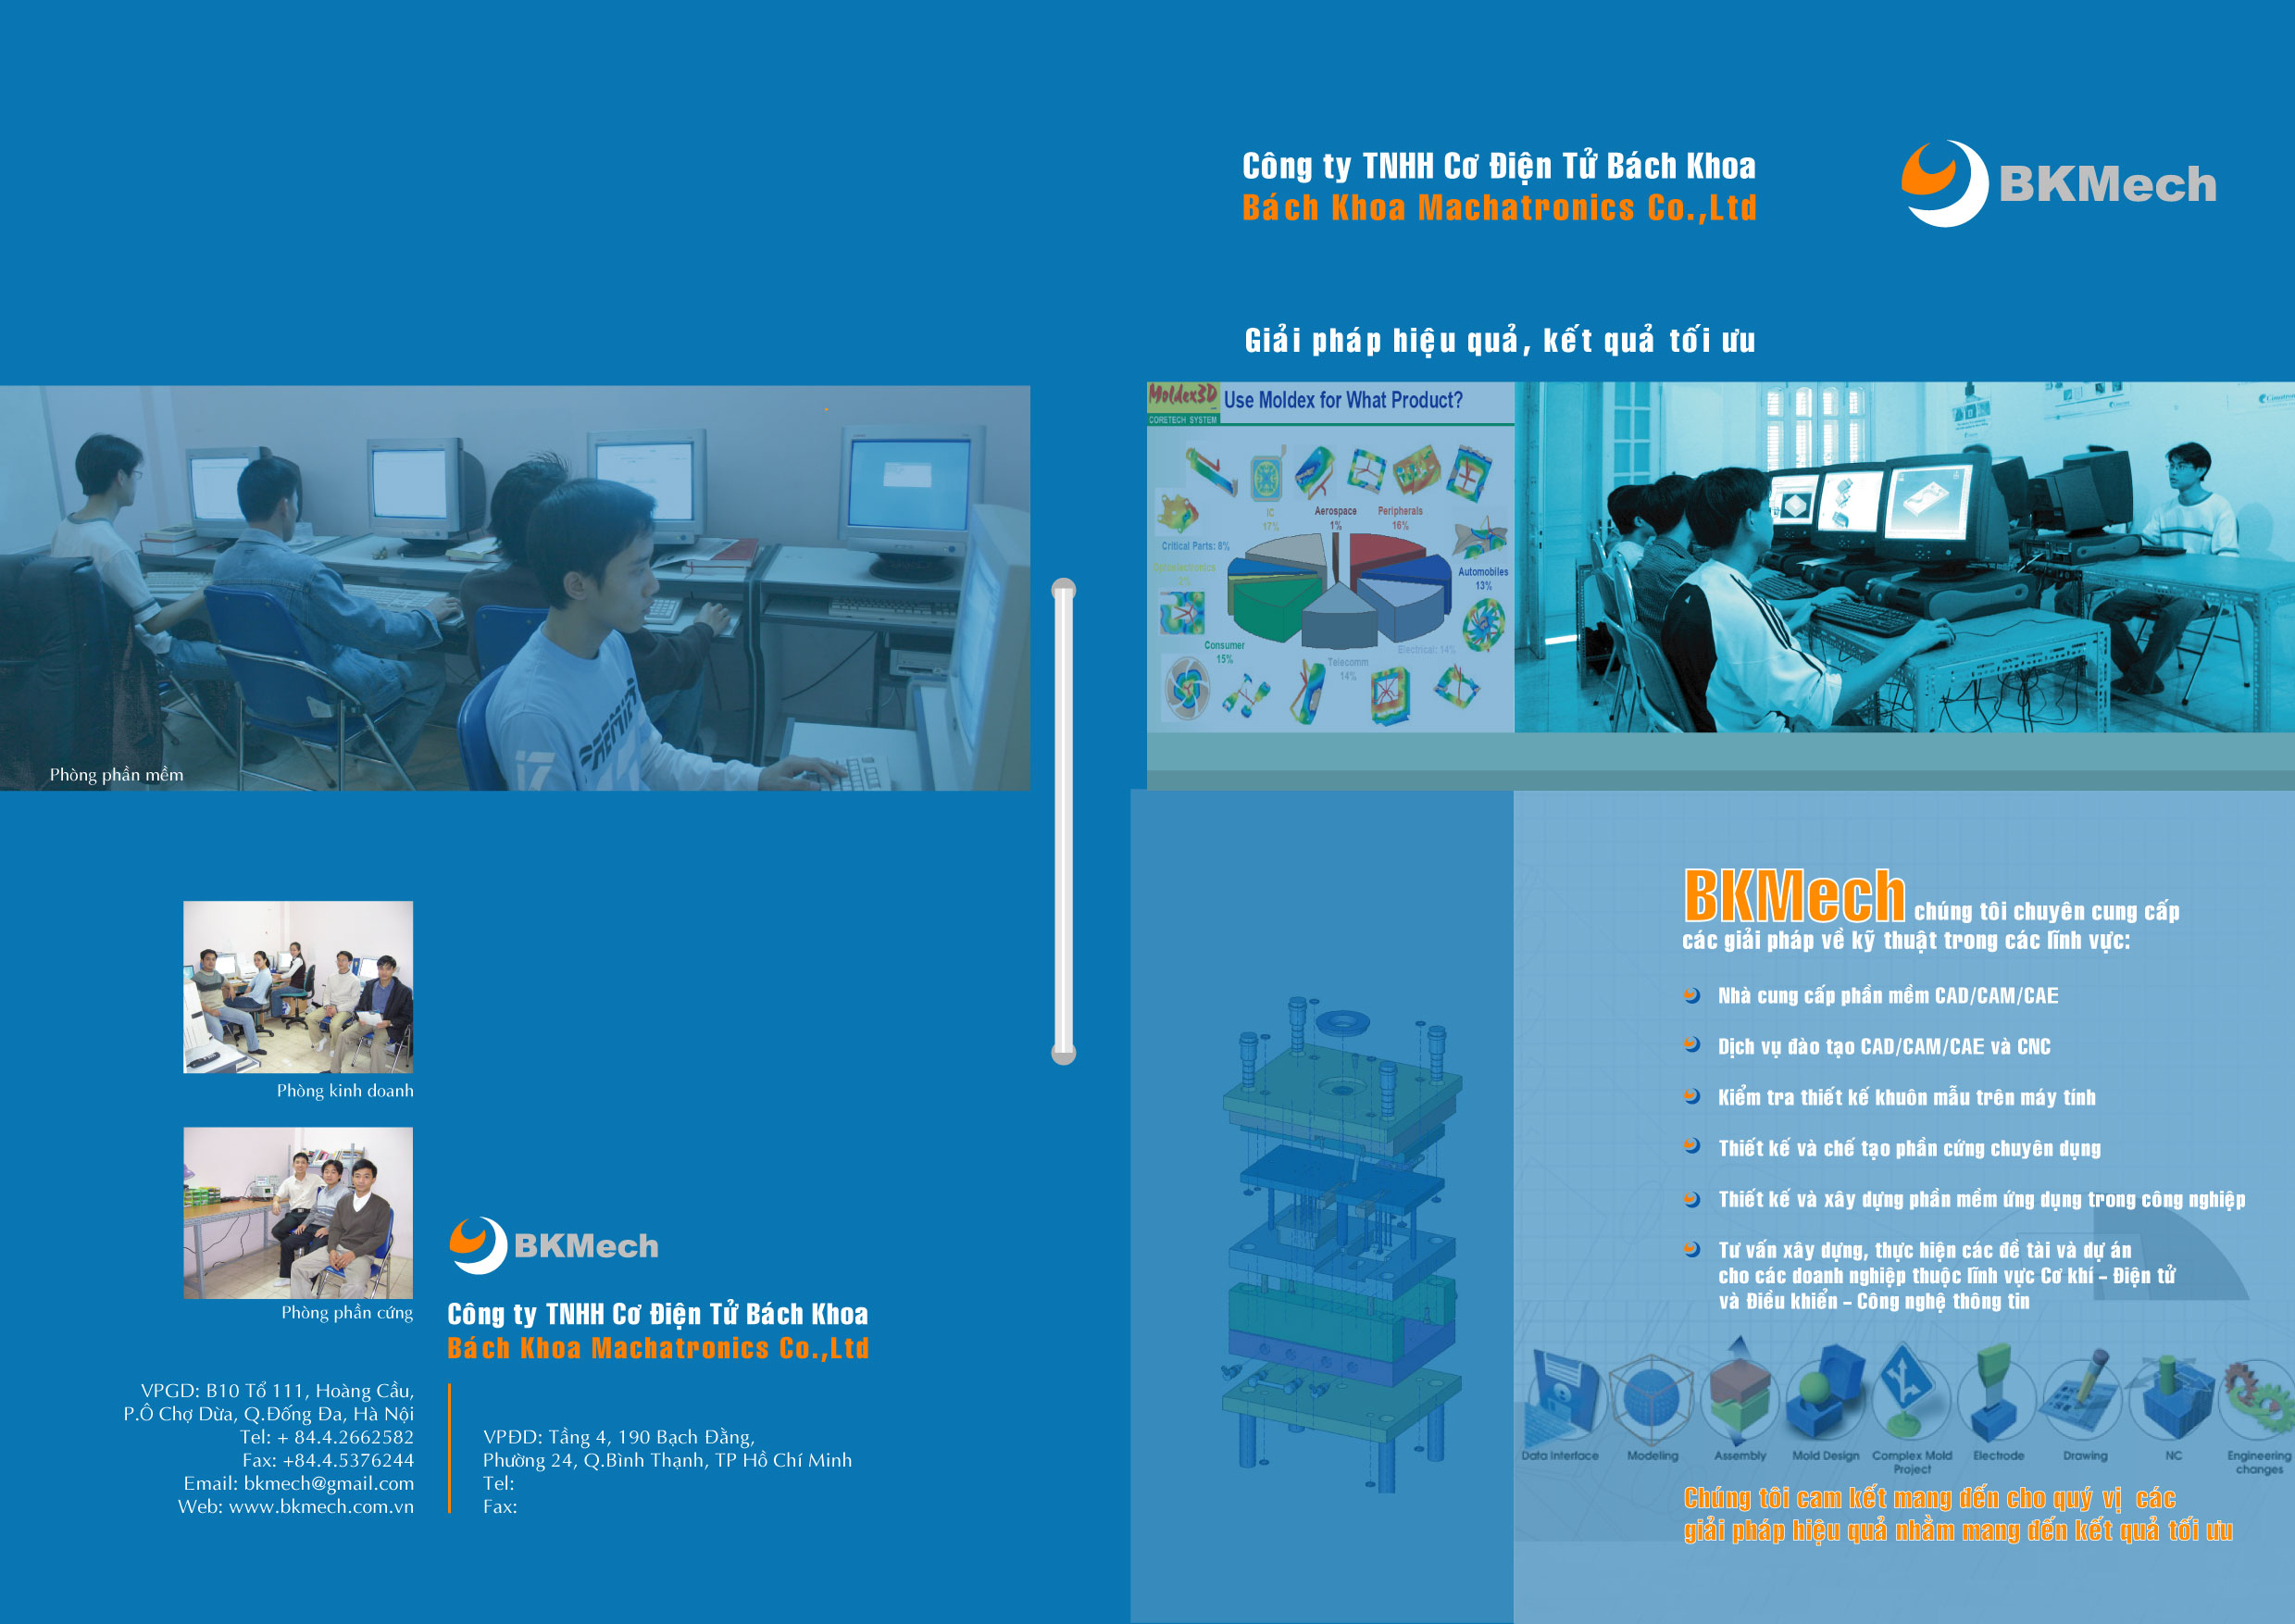 Công ty TNHH Cơ Điện Tử Bách Khoa
Bách Khoa Machatronics Co.,Ltd
BKMech
Giải pháp hiệu quả, kết quả tối ưu
Phòng phần mềm
PREMIR
Moldex3D
CORETECH SYSTEM
Use Moldex for What Product?
IC
17%
Aerospace
1%
Peripherals
16%
Critical Parts: 8%
Automobiles
13%
Consumer
15%
Telecomm
14%
Electrical: 14%
BKMech chúng tôi chuyên cung cấp
các giải pháp về kỹ thuật trong các lĩnh vực:
Nhà cung cấp phần mềm CAD/CAM/CAE
Dịch vụ đào tạo CAD/CAM/CAE và CNC
Kiểm tra thiết kế khuôn mẫu trên máy tính
Thiết kế và chế tạo phần cứng chuyên dụng
Thiết kế và xây dựng phần mềm ứng dụng trong công nghiệp
Tư vấn xây dựng, thực hiện các đề tài và dự án
cho các doanh nghiệp thuộc lĩnh vực Cơ khí – Điện tử
và Điều khiển – Công nghệ thông tin
Data Interface
Modeling
Assembly
Mold Design
Complex Mold
Project
Electrode
Drawing
NC
Engineering
changes
Chúng tôi cam kết mang đến cho quý vị các
giải pháp hiệu quả nhằm mang đến kết quả tối ưu
Phòng kinh doanh
Phòng phần cứng
BKMech
Công ty TNHH Cơ Điện Tử Bách Khoa
Bách Khoa Machatronics Co.,Ltd
VPGD: B10 Tổ 111, Hoàng Cầu,
P.Ô Chợ Dừa, Q.Đống Đa, Hà Nội
Tel: + 84.4.2662582
Fax: +84.4.5376244
Email: bkmech@gmail.com
Web: www.bkmech.com.vn
VPĐD: Tầng 4, 190 Bạch Đằng,
Phường 24, Q.Bình Thạnh, TP Hồ Chí Minh
Tel:
Fax: